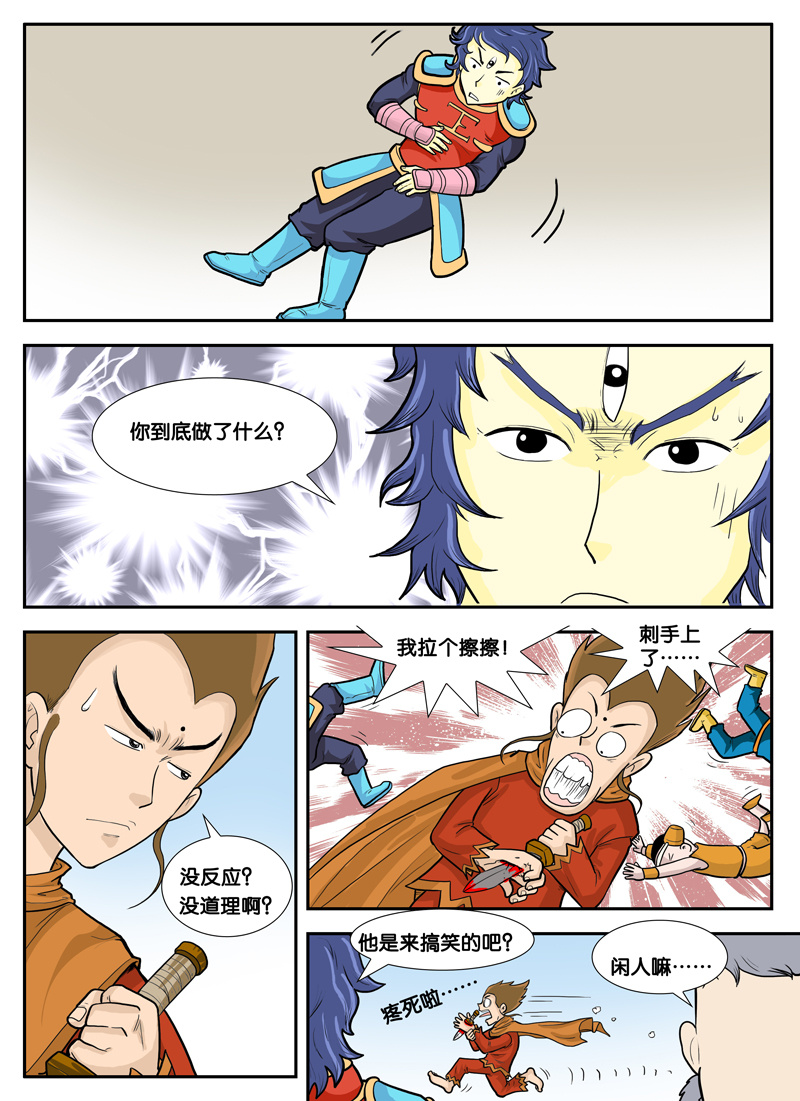 王
你到底做了什么？
没反应？
没道理啊？
我拉个擦擦！
刺手上
了……
他是来搞笑的吧？
疼死啦……
闲人嘛……